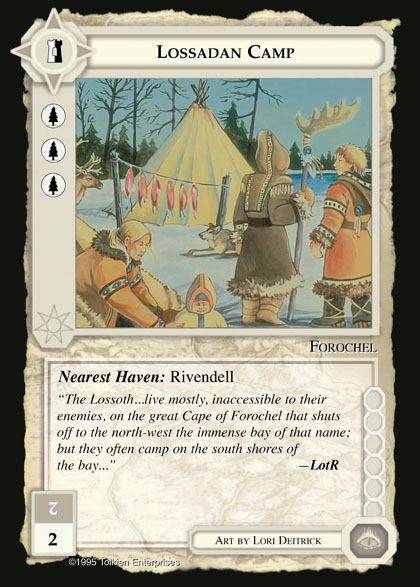 Lossadan Camp
Forochel
Nearest Haven: Rivendell
“The Lossoth...live mostly, inaccessible to their
enemies, on the great Cape of Forochel that shuts
off to the north-west the immense bay of that name;
but they often camp on the south shores of
the bay...” —LotR
2
2
Art by Lori Deitrick
©1995 Tolkien Enterprises